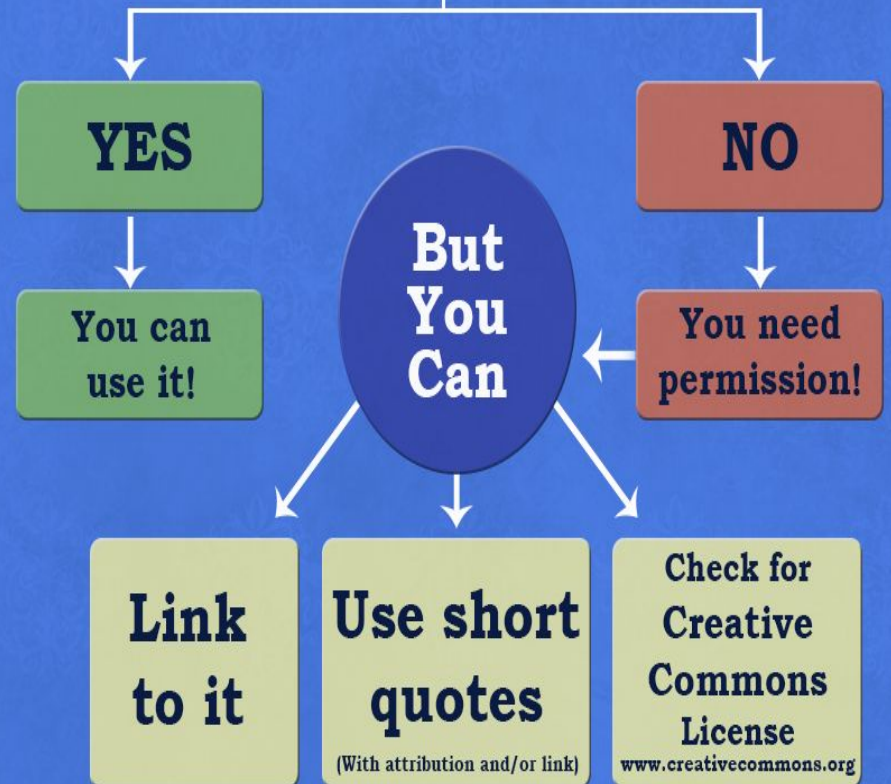 YES
NO
But
You
Can
You can
use it!
You need
permission!
Link
to it
Use short
quotes
(With attribution and/or link)
Check for
Creative
Commons
License
www.creativecommons.org